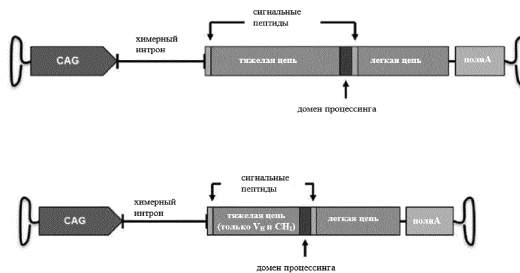 сигнальные
пептиды
химерный
интрон
CAG
тяжелая цепь
легкая цепь
полиА
домен процессинга
сигнальные
пептиды
химерный
интрон
CAG
тяжелая цепь
(только VH и CH1)
легкая цепь
полиА
домен процессинга